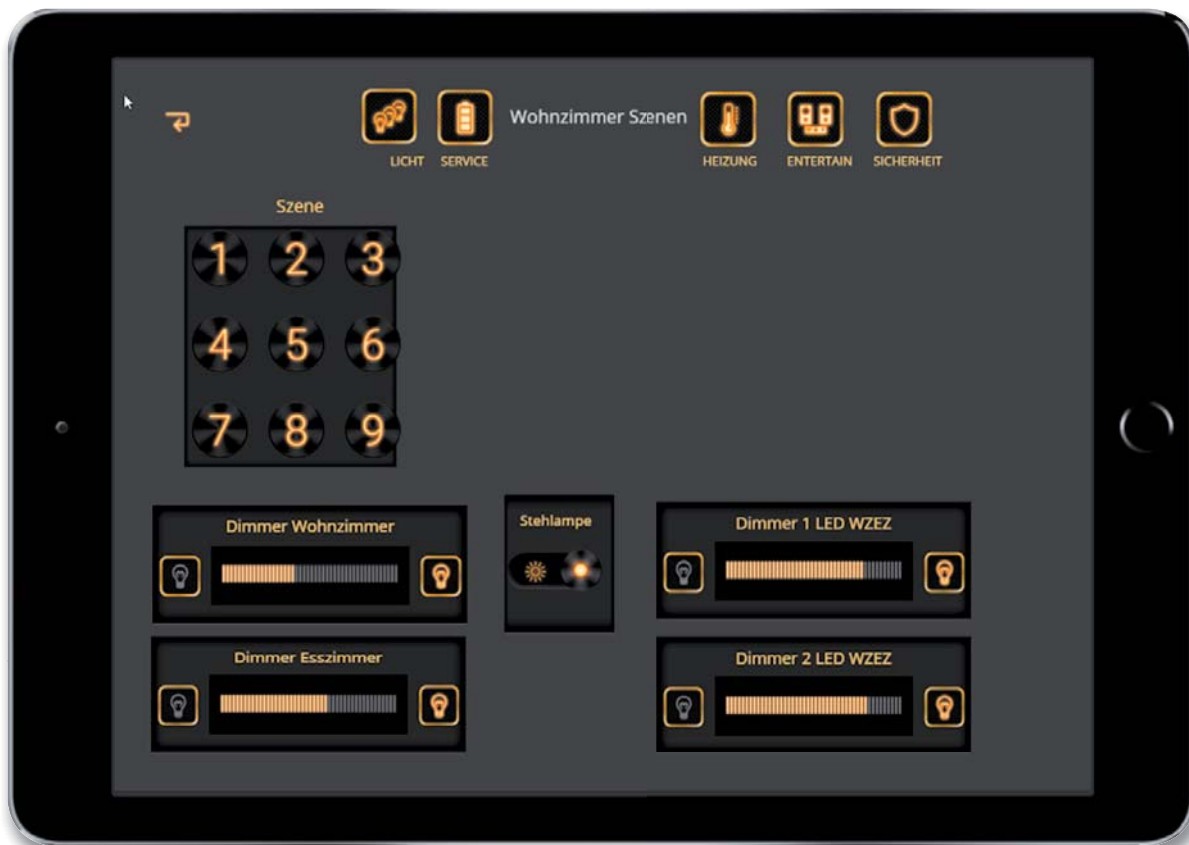 Wohnzimmer Szenen
LICHT
SERVICE
HEIZUNG
ENTERTAIN
SICHERHEIT
Szene
1 2 3
4 5 6
7 8 9
Dimmer Wohnzimmer
Stehlampe
Dimmer 1 LED WZEZ
Dimmer Esszimmer
Dimmer 2 LED WZEZ